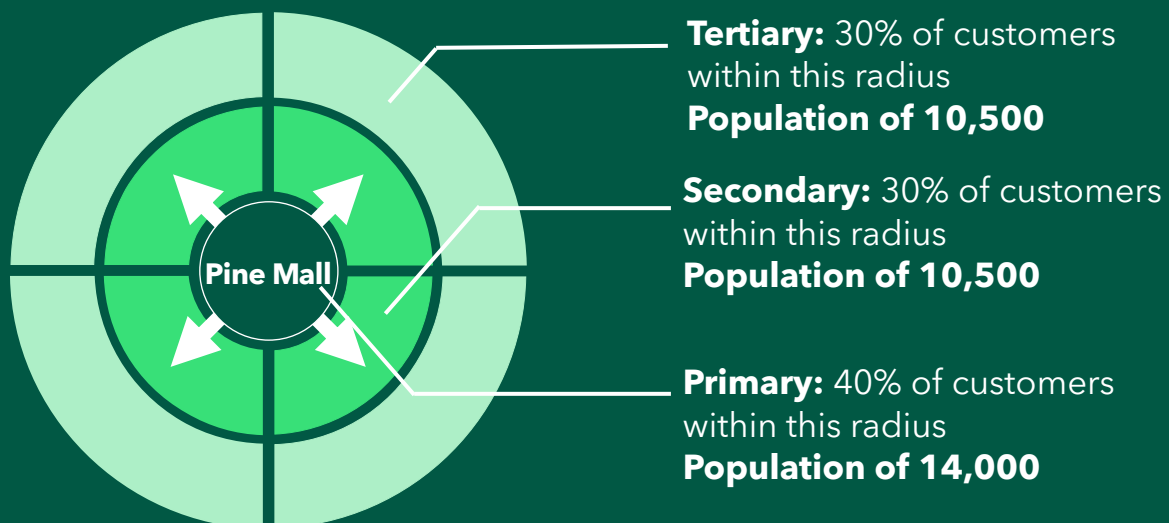 Tertiary: 30% of customers
within this radius
Population of 10,500
Secondary: 30% of customers
within this radius
Population of 10,500
Pine Mall
Primary: 40% of customers
within this radius
Population of 14,000